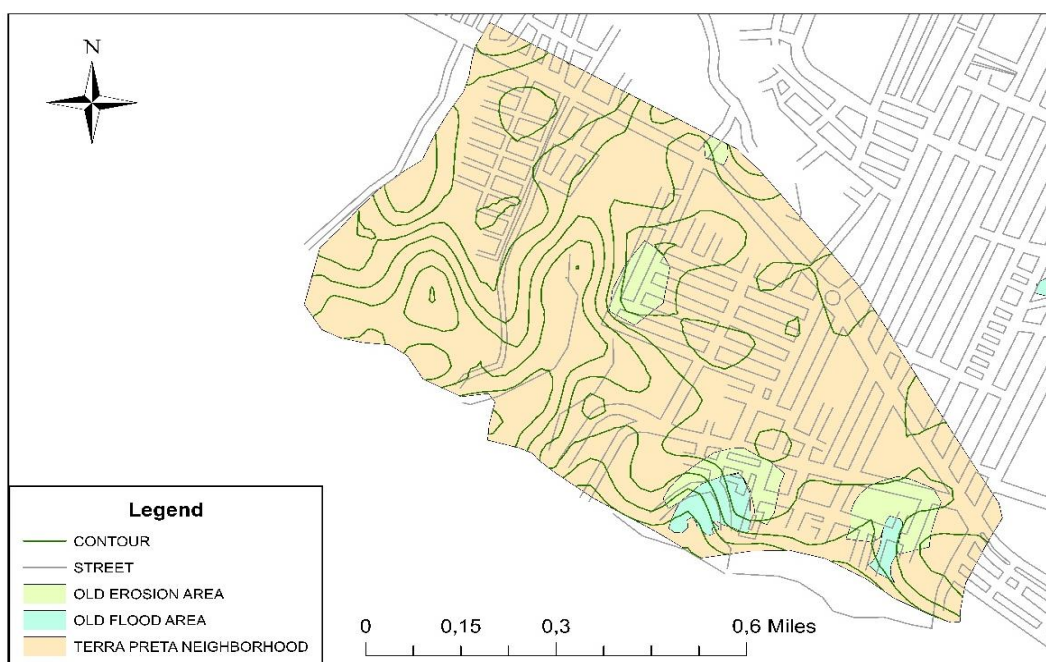 N
Legend
CONTOUR
STREET
OLD EROSION AREA
OLD FLOOD AREA
TERRA PRETA NEIGHBORHOOD
0 0,15 0,3 0,6 Miles